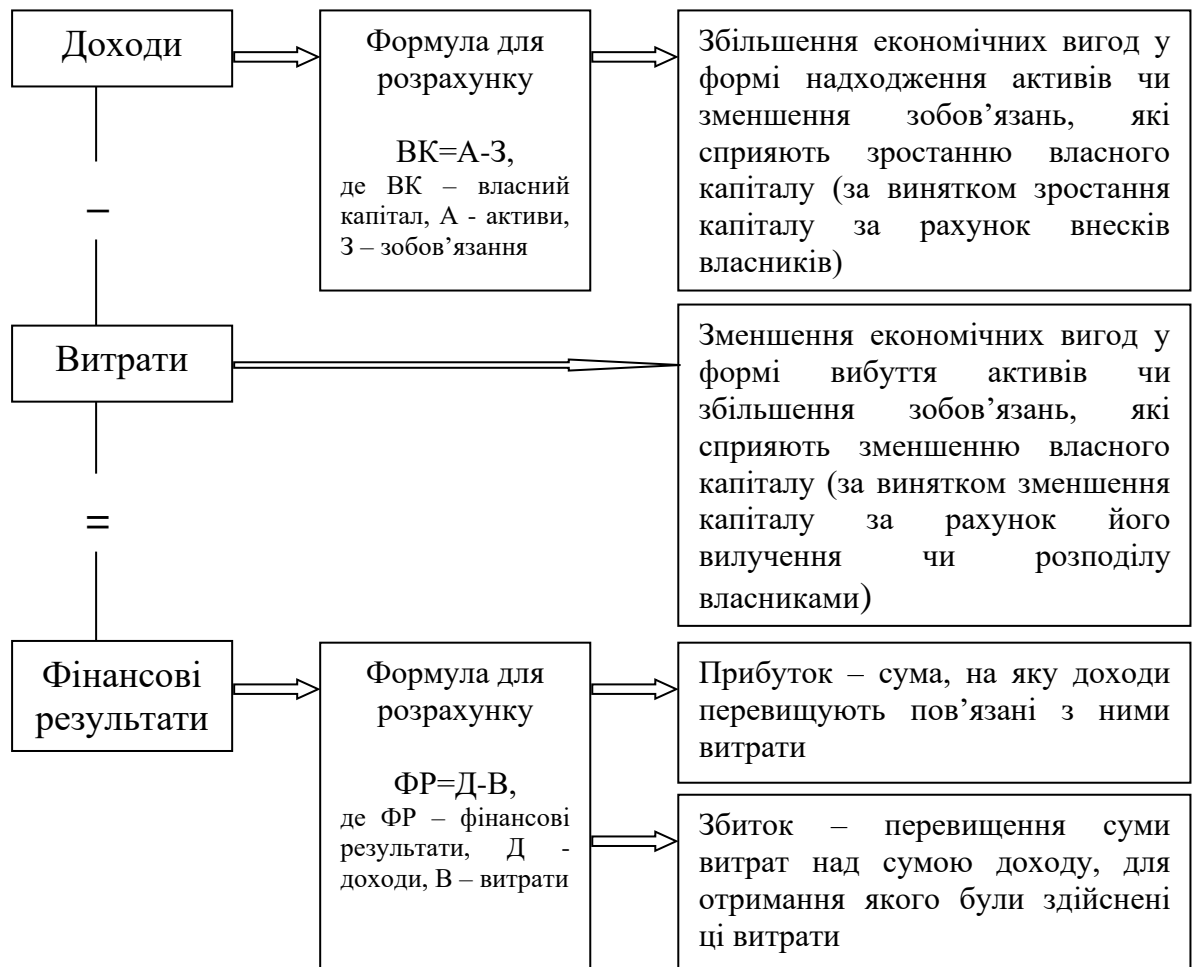 Доходи
Формула для
розрахунку
ВК=А-З,
де ВК – власний
капітал, А - активи,
З – зобов’язання
Збільшення економічних вигод у
формі надходження активів чи
зменшення зобов’язань, які
сприяють зростанню власного
капіталу (за винятком зростання
капіталу за рахунок внесків
власників)
–
Витрати
Зменшення економічних вигод у
формі вибуття активів чи
збільшення зобов’язань, які
сприяють зменшенню власного
капіталу (за винятком зменшення
капіталу за рахунок його
вилучення чи розподілу
власниками)
=
Фінансові
результати
Формула для
розрахунку
ФР=Д-В,
де ФР – фінансові
результати, Д -
доходи, В – витрати
Прибуток – сума, на яку доходи
перевищують пов’язані з ними
витрати
Збиток – перевищення суми
витрат над сумою доходу, для
отримання якого були здійснені
ці витрати